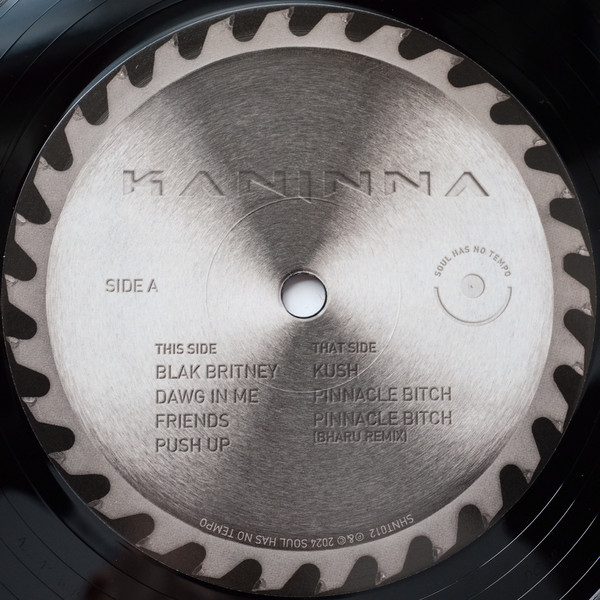 KANINNA
SIDE A
SOUL HAS NO TEMPO
THIS SIDE
BLAK BRITNEY
DAWG IN ME
FRIENDS
PUSH UP
THAT SIDE
KUSH
PINNACLE BITCH
PINNACLE BITCH
(BHARU REMIX)
SHNT012 ℗&© 2024 SOUL HAS NO TEMPO